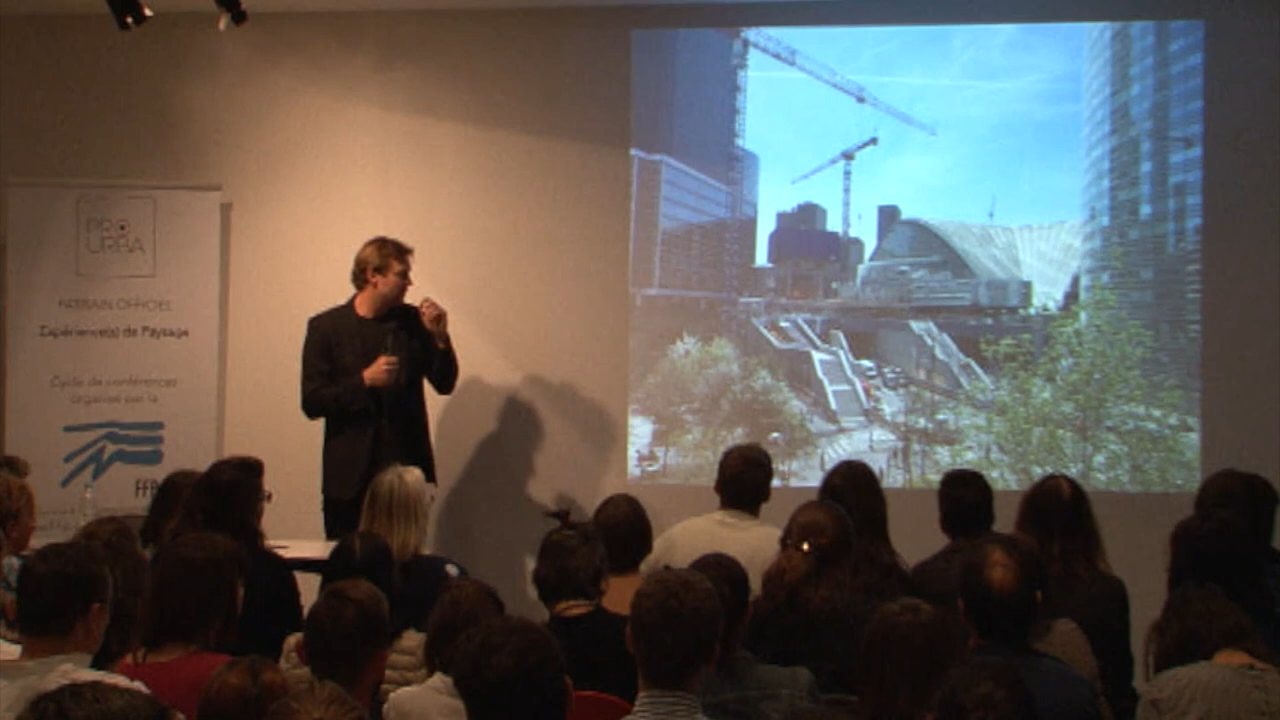 PRO
URBA
PARRAIN OFFICIEL
Expérience(s) de Paysage
Cycle de conférences
organisé par la
FFP